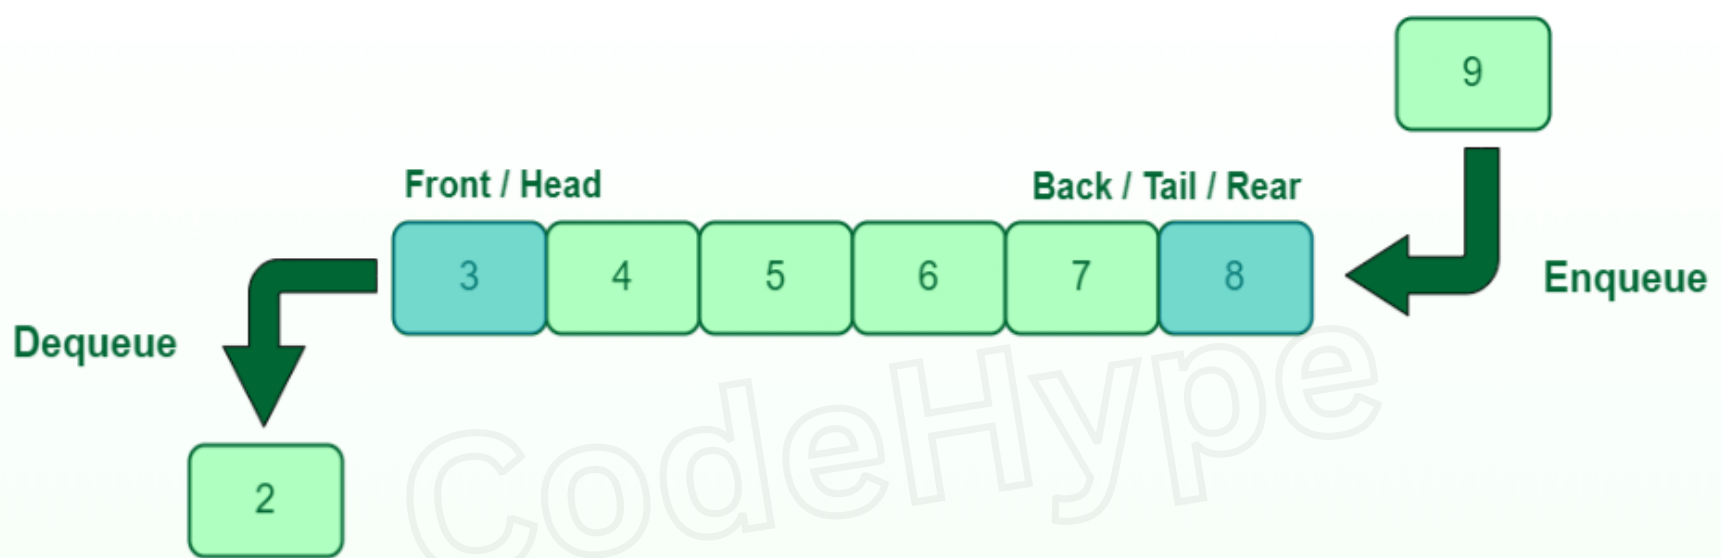 9
Front / Head
Back / Tail / Rear
3 4 5 6 7 8
Enqueue
Dequeue
2
CodeHype